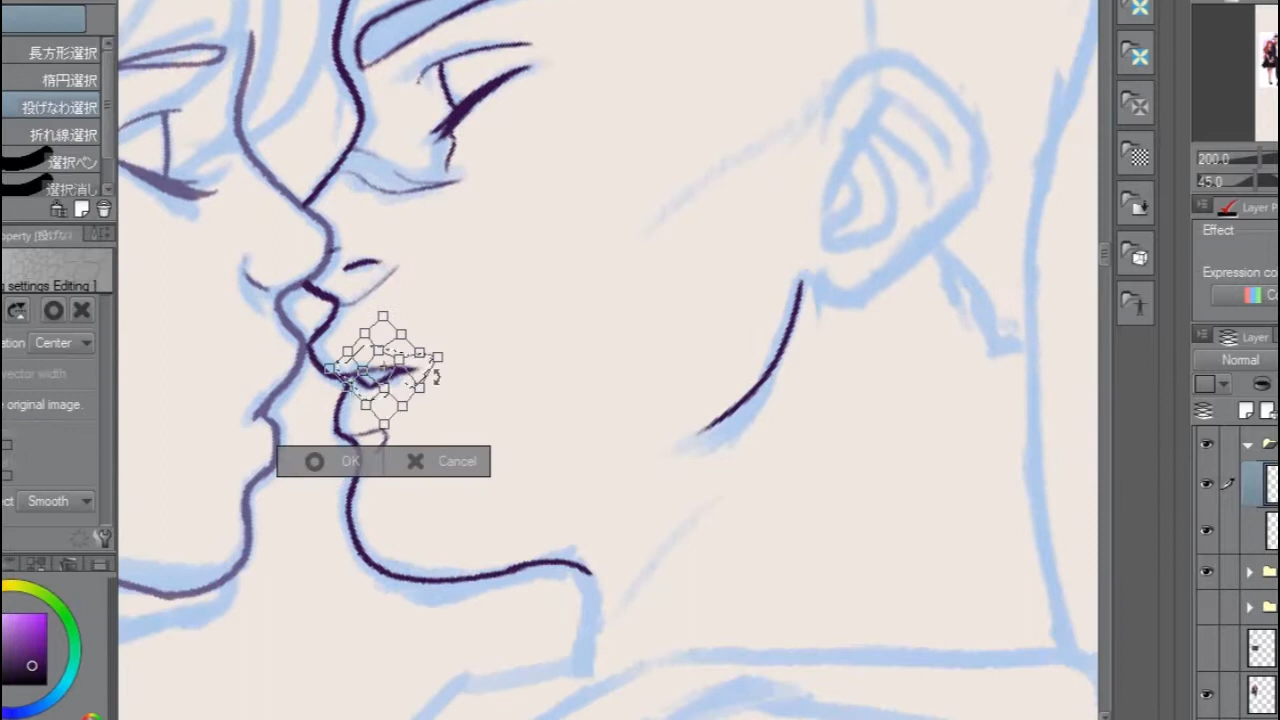 長方形選択
楕円選択
投げなわ選択
折れ線選択
選択ペン
選択消し
operty [投げな
g settings Editing ]
ation Center
vector width
original image.
ct Smooth
OK Cancel
200.0
45.0
Layer P
Effect
Expression co
C
Layer
Normal